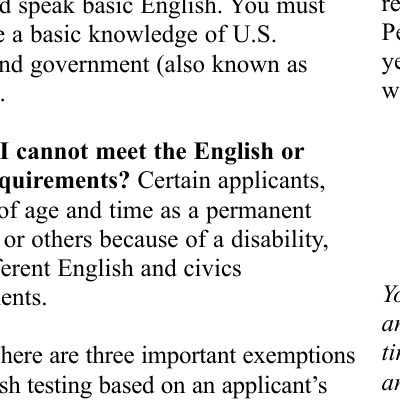 d speak basic English. You must
e a basic knowledge of U.S.
nd government (also known as
.
I cannot meet the English or
quirements? Certain applicants,
of age and time as a permanent
or others because of a disability,
ferent English and civics
ents.
here are three important exemptions
sh testing based on an applicant's
re
Pe
ye
w
Yo
an
tin
an